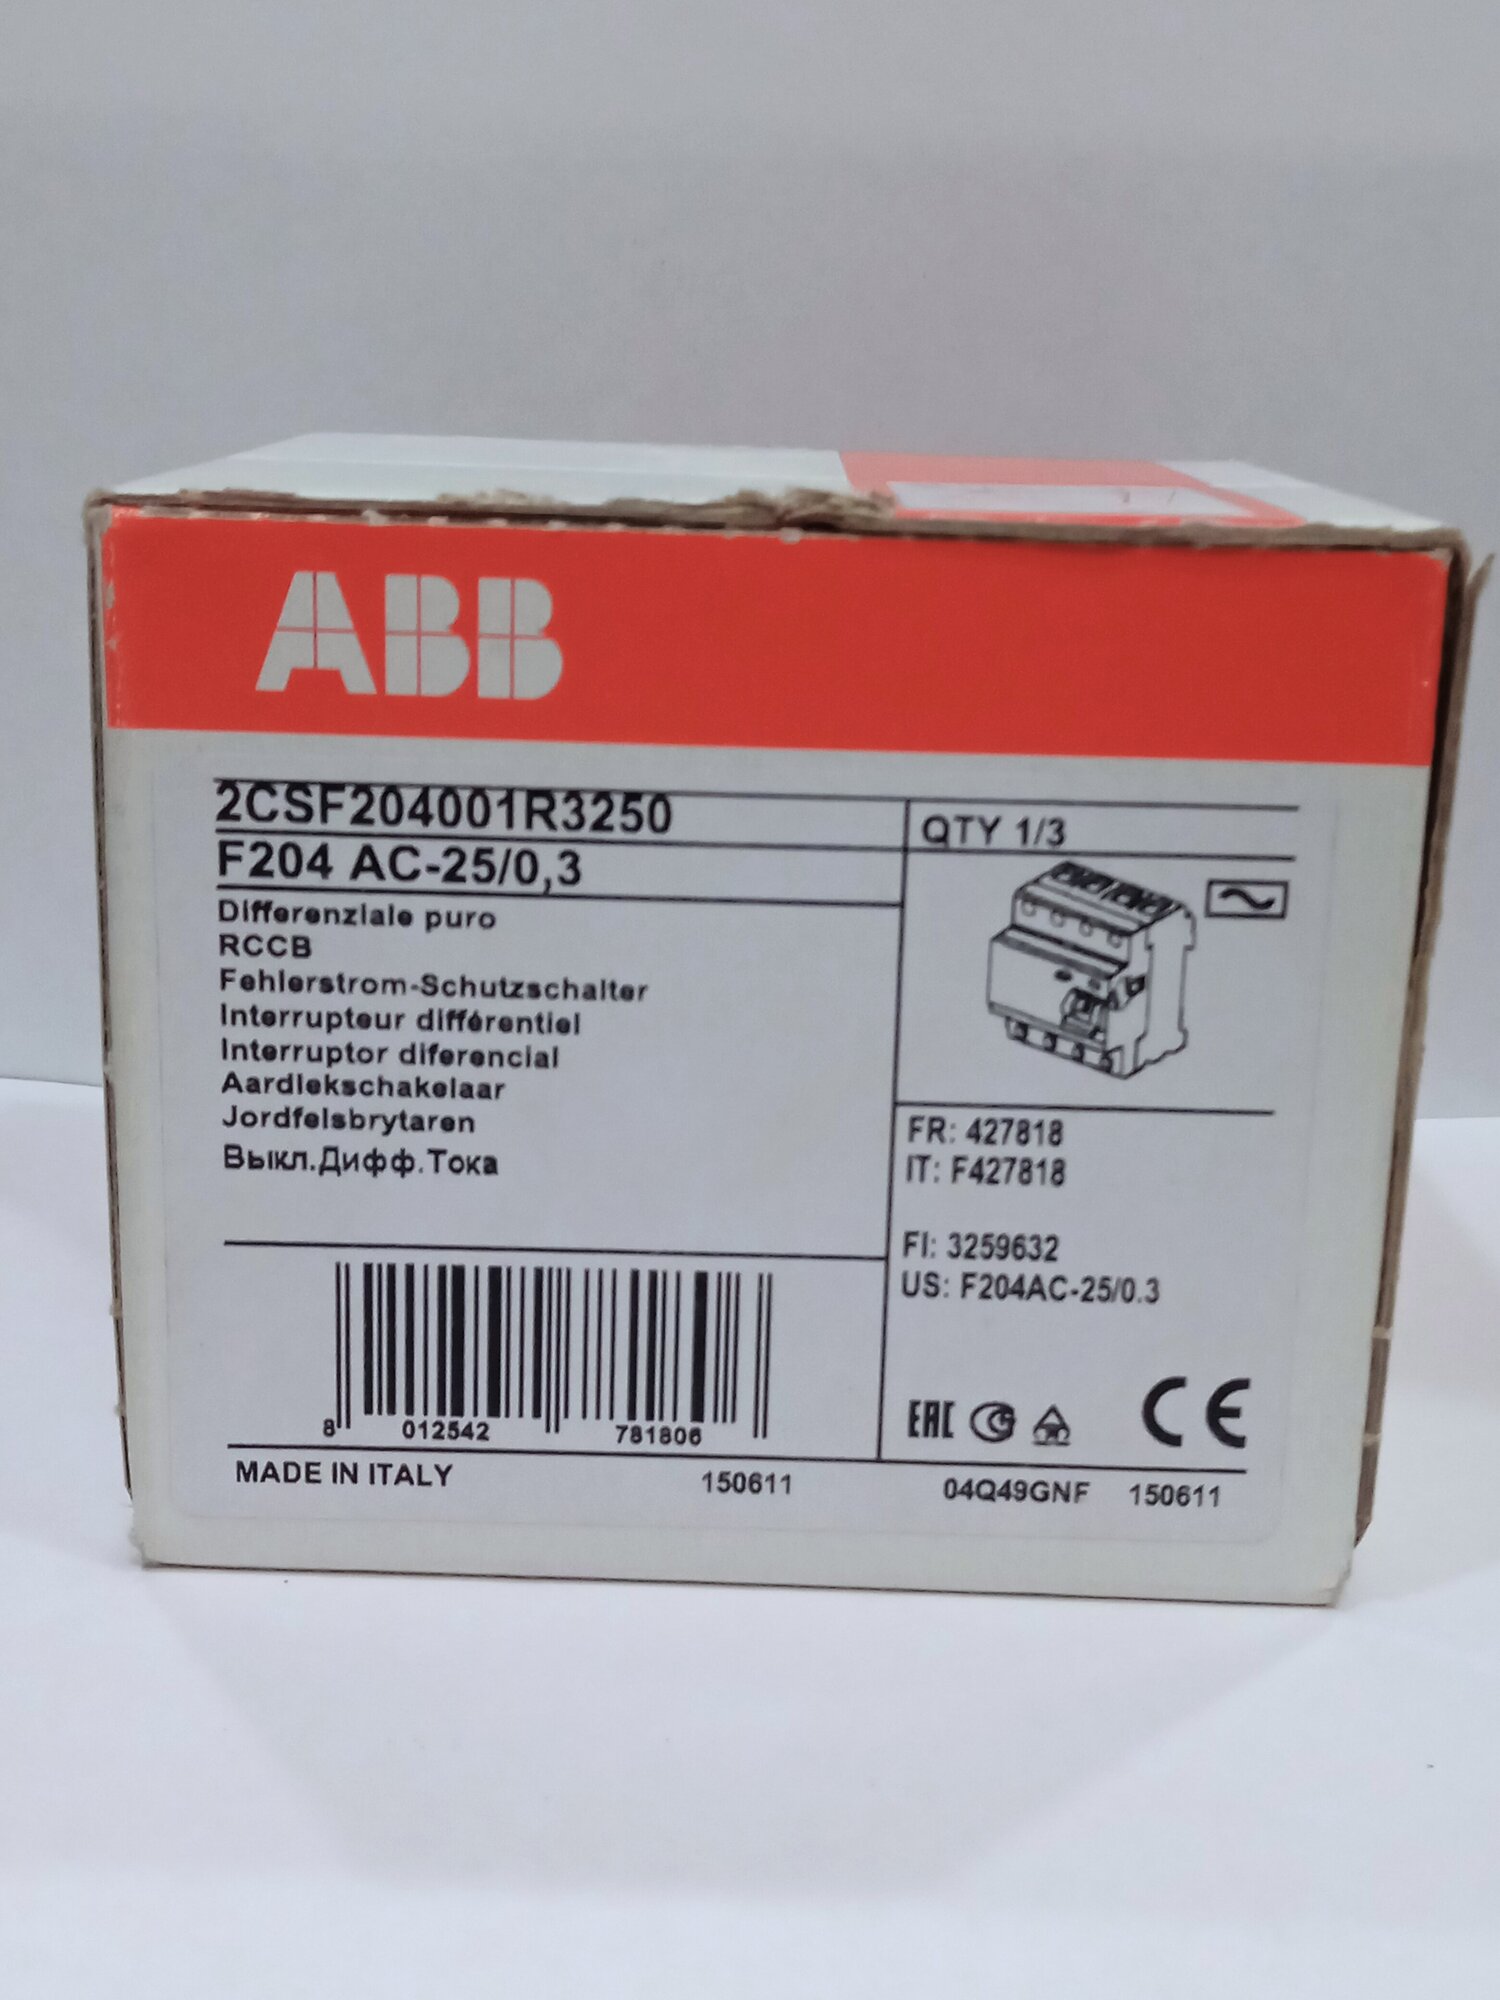 ABB
2CSF204001R3250
QTY 1/3
F204 AC-25/0,3
Differenziale puro
RCCB
Fehlerstrom-Schutzschalter
Interrupteur différentiel
Interruptor diferencial
Aardlekschakelaar
Jordfelsbrytaren
Выкл.Дифф.Тока
FR: 427818
IT: F427818
FI: 3259632
US: F204AC-25/0.3
8 012542 781806
EAC CE
MADE IN ITALY 150611 04Q49GNF 150611